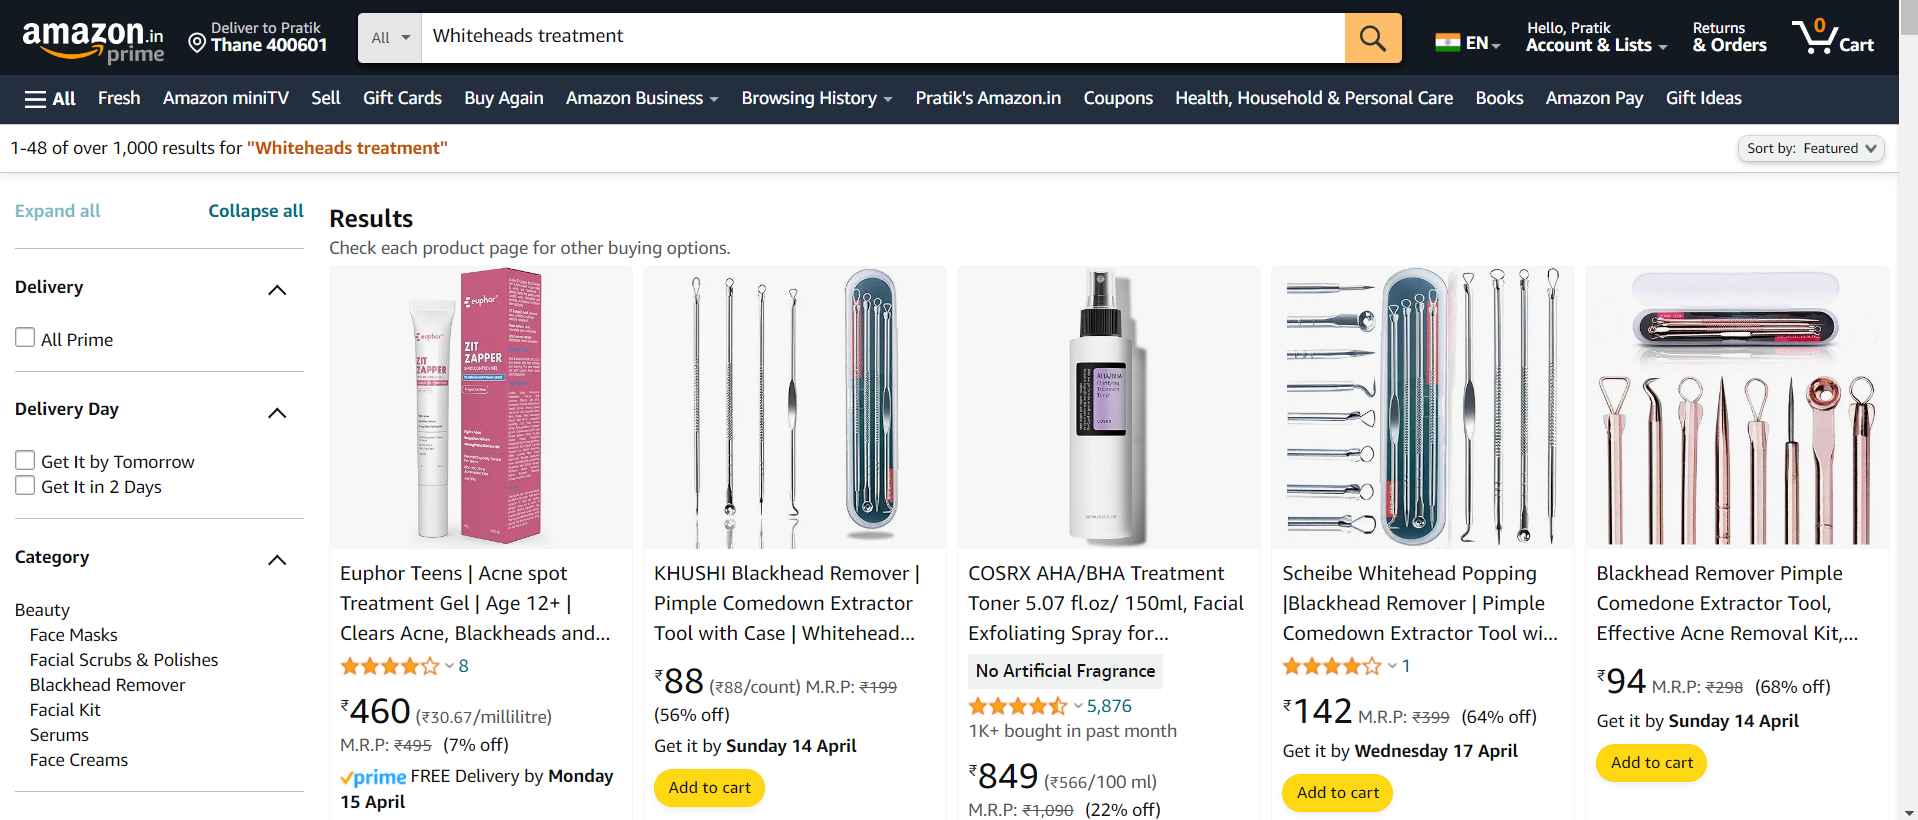 amazon.in
prime
Deliver to Pratik
Thane 400601
All
Whiteheads treatment
EN
Hello, Pratik
Account & Lists
Returns
& Orders
0
Cart
All
Fresh
Amazon miniTV
Sell
Gift Cards
Buy Again
Amazon Business
Browsing History
Pratik's Amazon.in
Coupons
Health, Household & Personal Care
Books
Amazon Pay
Gift Ideas
1-48 of over 1,000 results for "Whiteheads treatment"
Sort by: Featured
Expand all
Collapse all
Delivery
All Prime
Delivery Day
Get It by Tomorrow
Get It in 2 Days
Category
Beauty
Face Masks
Facial Scrubs & Polishes
Blackhead Remover
Facial Kit
Serums
Face Creams
Results
Check each product page for other buying options.
euphor
ZIT
ZAPPER
euphor
ZIT
ZAPPER
SPOT CONTROL GEL
Euphor Teens | Acne spot
Treatment Gel | Age 12+ |
Clears Acne, Blackheads and...
8
₹460 (₹30.67/millilitre)
M.R.P: ₹495 (7% off)
prime FREE Delivery by Monday
15 April
KHUSHI Blackhead Remover |
Pimple Comedown Extractor
Tool with Case | Whitehead...
₹88 (₹88/count) M.R.P: ₹199
(56% off)
Get it by Sunday 14 April
Add to cart
AHA/BHA
Clarifying
Treatment
Toner
COSRX
COSRX AHA/BHA Treatment
Toner 5.07 fl.oz/ 150ml, Facial
Exfoliating Spray for...
No Artificial Fragrance
5,876
1K+ bought in past month
₹849 (₹566/100 ml)
M.R.P: ₹1,090 (22% off)
Scheibe Whitehead Popping
|Blackhead Remover | Pimple
Comedown Extractor Tool wi...
1
₹142 M.R.P: ₹399 (64% off)
Get it by Wednesday 17 April
Add to cart
Blackhead Remover Pimple
Comedone Extractor Tool,
Effective Acne Removal Kit,...
₹94 M.R.P: ₹298 (68% off)
Get it by Sunday 14 April
Add to cart